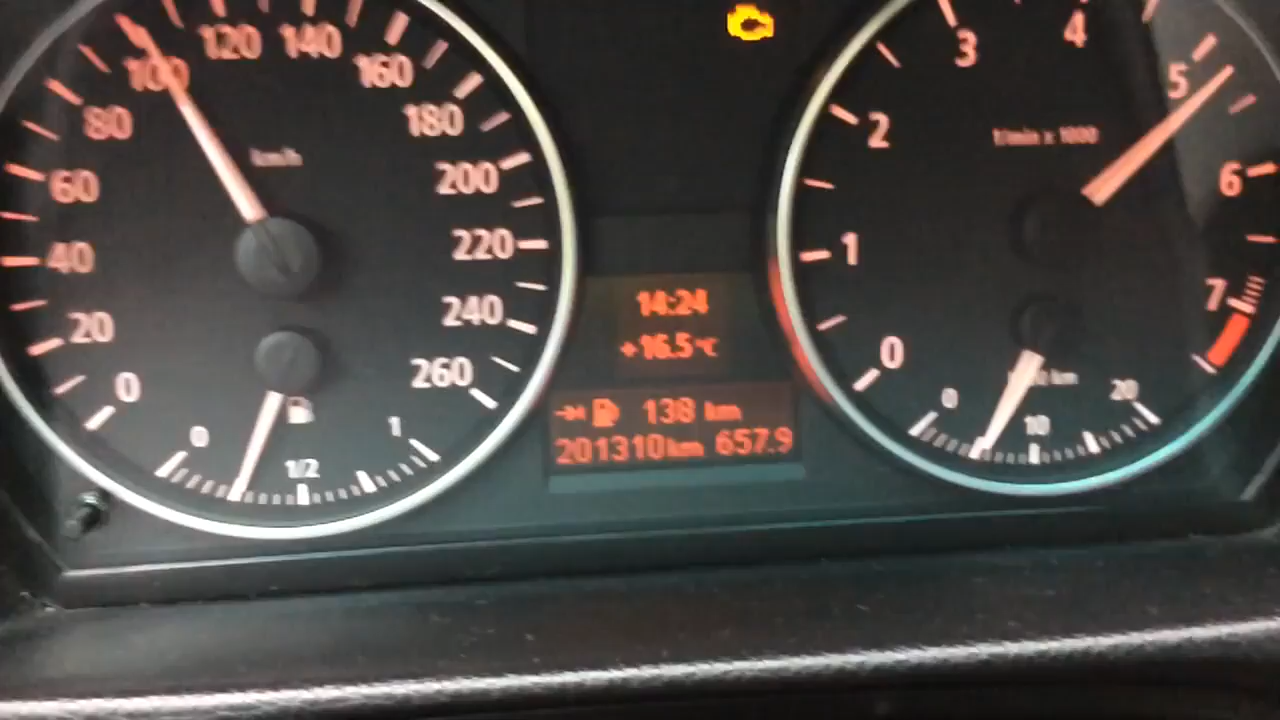 120 140
100 160
80 180
km/h
60 200
40 220
20 240
0 260
0 1/2 1
14:24
+16.5°C
138 km
201310km 657.9
3 4
2 5
1/min x 1000
1 6
0 7
0 10 20
km